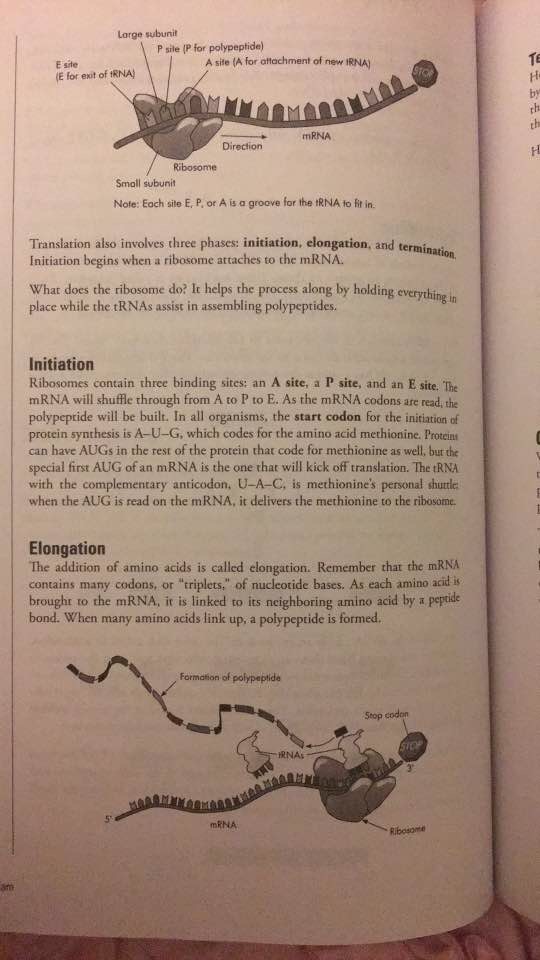 Large subunit
P site (P for polypeptide)
E site
(E for exit of tRNA)
A site (A for attachment of new tRNA)
STOP
mRNA
Direction
Ribosome
Small subunit
Note: Each site E, P, or A is a groove for the tRNA to fit in.
Translation also involves three phases: initiation, elongation, and termination.
Initiation begins when a ribosome attaches to the mRNA.
What does the ribosome do? It helps the process along by holding everything in
place while the tRNAs assist in assembling polypeptides.
Initiation
Ribosomes contain three binding sites: an A site, a P site, and an E site. The
mRNA will shuffle through from A to P to E. As the mRNA codons are read, the
polypeptide will be built. In all organisms, the start codon for the initiation of
protein synthesis is A–U–G, which codes for the amino acid methionine. Proteins
can have AUGs in the rest of the protein that code for methionine as well, but the
special first AUG of an mRNA is the one that will kick off translation. The tRNA
with the complementary anticodon, U–A–C, is methionine's personal shuttle;
when the AUG is read on the mRNA, it delivers the methionine to the ribosome.
Elongation
The addition of amino acids is called elongation. Remember that the mRNA
contains many codons, or "triplets," of nucleotide bases. As each amino acid is
brought to the mRNA, it is linked to its neighboring amino acid by a peptide
bond. When many amino acids link up, a polypeptide is formed.
Formation of polypeptide
Stop codon
STOP
tRNAs
3'
5'
mRNA
Ribosome
am